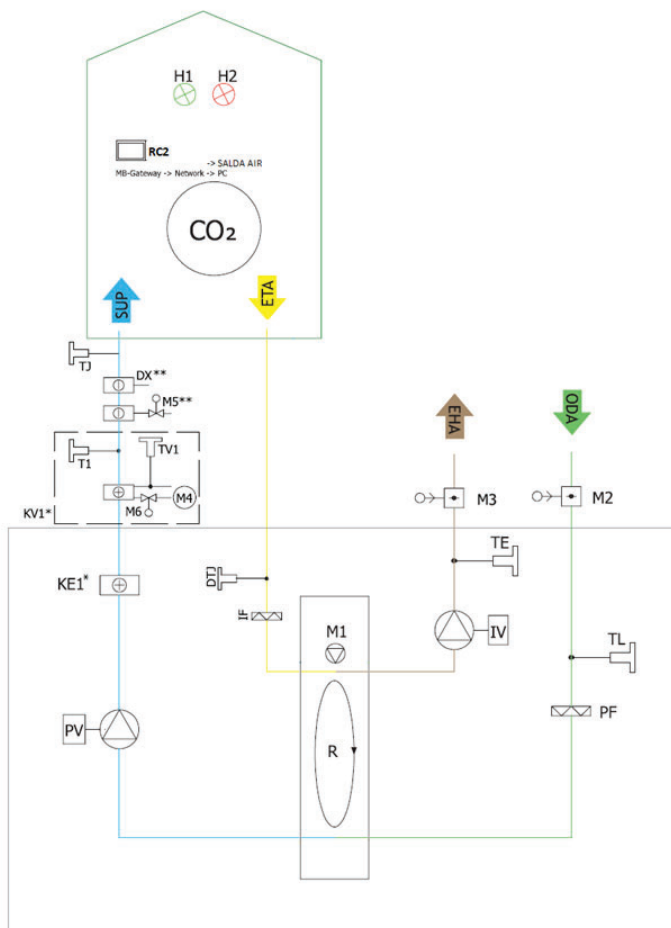 H1 H2
RC2
-> SALDA AIR
MB-Gateway -> Network -> PC
CO₂
SUP
ETA
TJ
DX**
M5**
EHA
ODA
T1
TV1
M4
M6
KV1*
M3
M2
KE1*
DTJ
TE
IF
M1
IV
TL
PV
R
PF